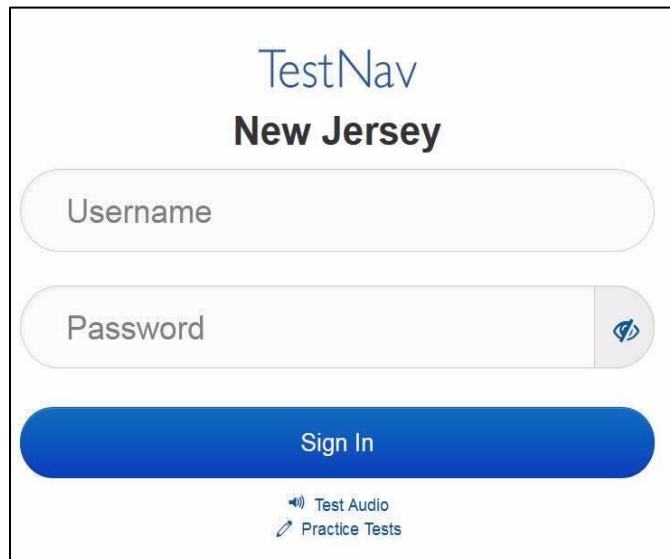 TestNav
New Jersey
Username
Password
Sign In
Test Audio
Practice Tests